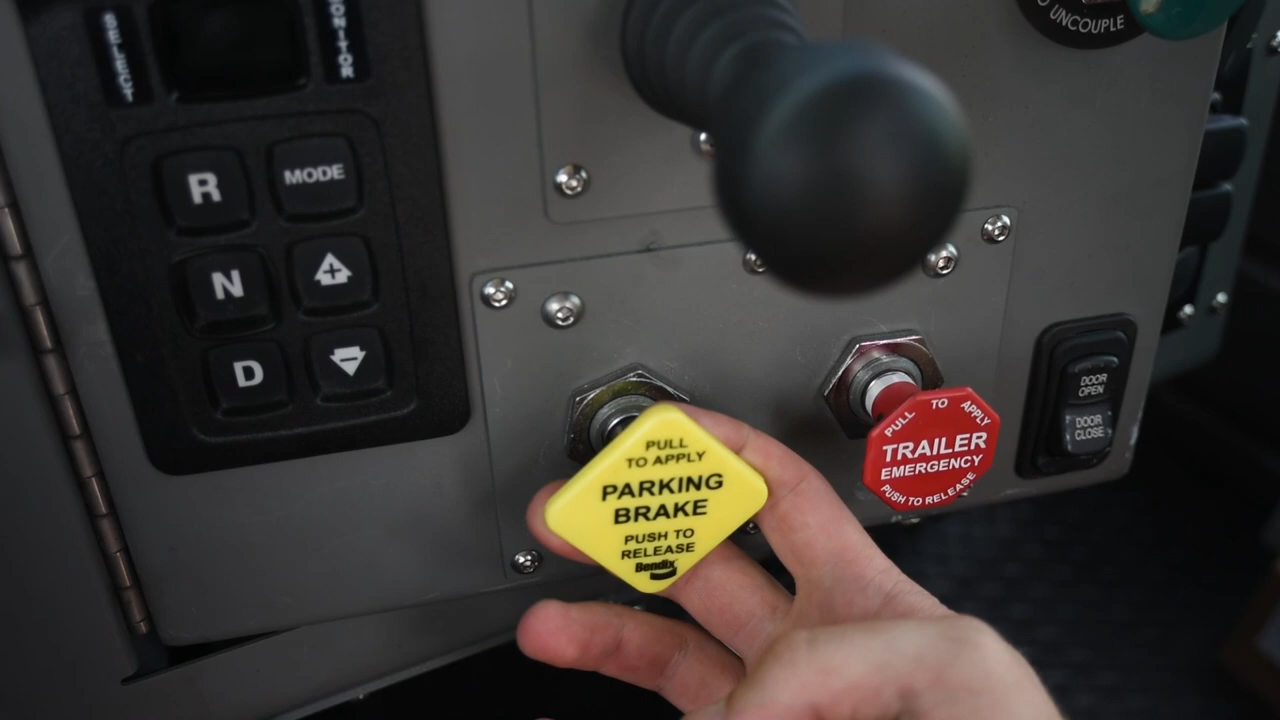 SELECT
MONITOR
R
MODE
N
D
UNCOUPLE
PULL
TO APPLY
PARKING
BRAKE
PUSH TO
RELEASE
Bendix
PULL TO APPLY
TRAILER
EMERGENCY
PUSH TO RELEASE
DOOR
OPEN
DOOR
CLOSE